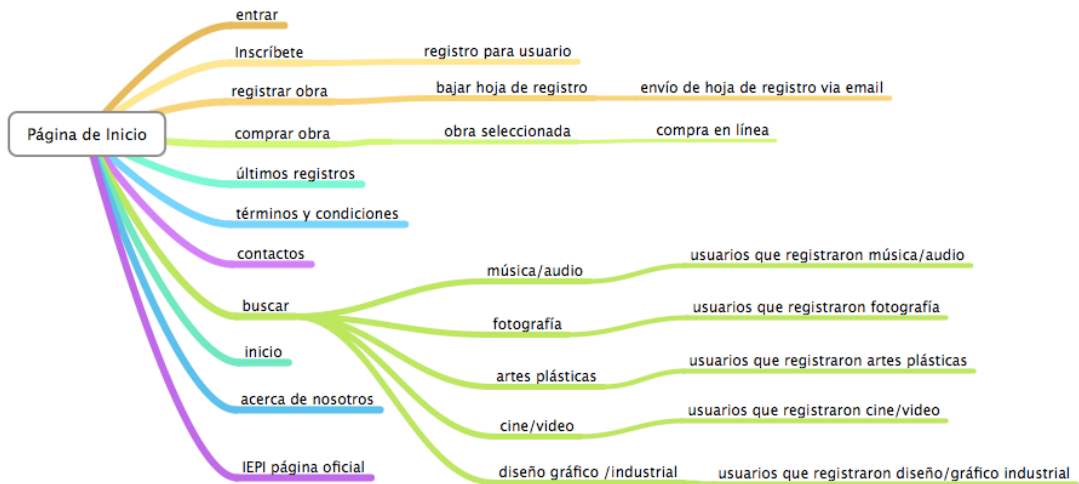 entrar
Inscríbete
registro para usuario
registrar obra
bajar hoja de registro
envío de hoja de registro via email
Página de Inicio
comprar obra
obra seleccionada
compra en línea
últimos registros
términos y condiciones
contactos
buscar
música/audio
usuarios que registraron música/audio
fotografía
usuarios que registraron fotografía
artes plásticas
usuarios que registraron artes plásticas
cine/video
usuarios que registraron cine/video
diseño gráfico /industrial
usuarios que registraron diseño/gráfico industrial
inicio
acerca de nosotros
IEPI página oficial